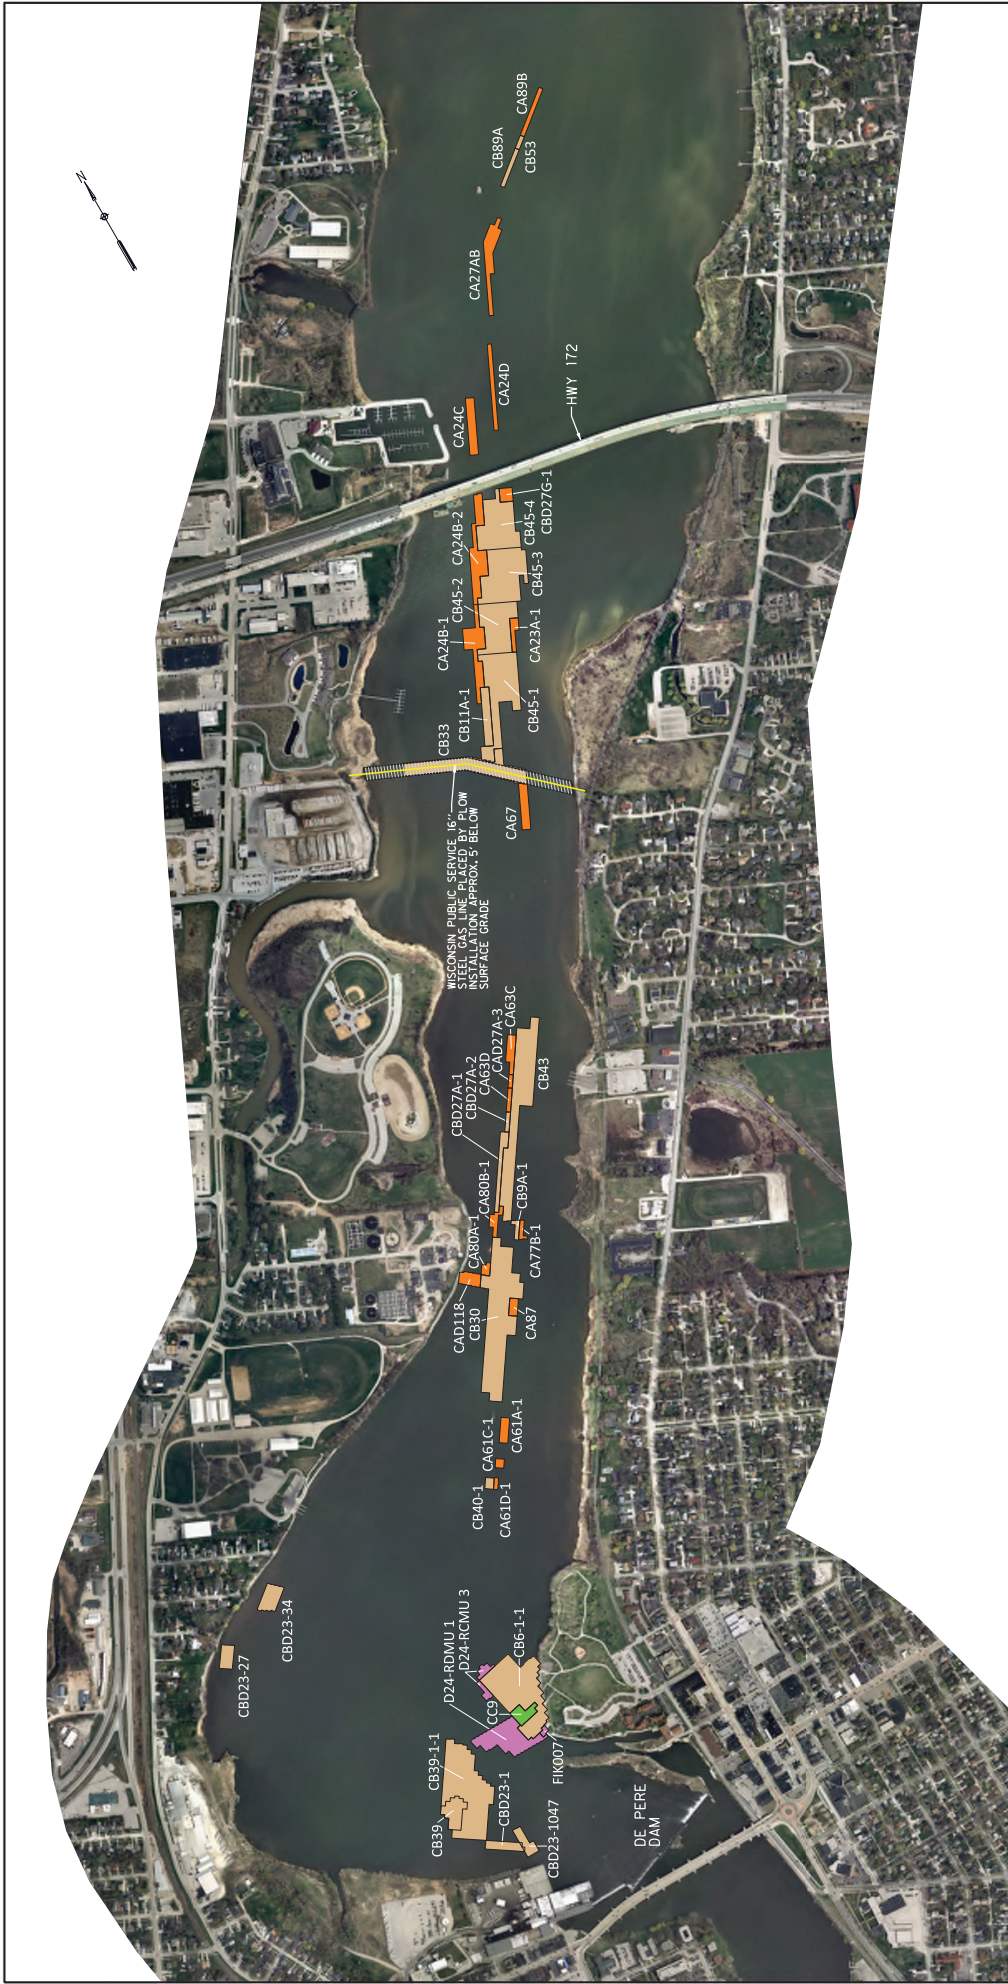 N
CA89B
CB89A
CB53
CA27AB
CA24D
CA24C
HWY 172
CBD27G-1
CB45-4
CA24B-2
CB45-3
CB45-2
CA24B-1
CA23A-1
CB45-1
CB11A-1
CB33
CA67
WISCONSIN PUBLIC SERVICE 16"
STEEL GAS LINE PLACED BY PLOW
INSTALLATION APPROX. 5' BELOW
SURFACE GRADE
CA63C
CAD27A-3
CA63D
CBD27A-2
CBD27A-1
CB43
CA80B-1
CB9A-1
CA80A-1
CA77B-1
CAD118
CB30
CA87
CA61A-1
CA61C-1
CB40-1
CA61D-1
CBD23-34
CBD23-27
D24-RDMU 1
D24-RCMU 3
CB6-1-1
CC9
FIK007
CB39-1-1
CB39
CBD23-1
CBD23-1047
DE PERE
DAM